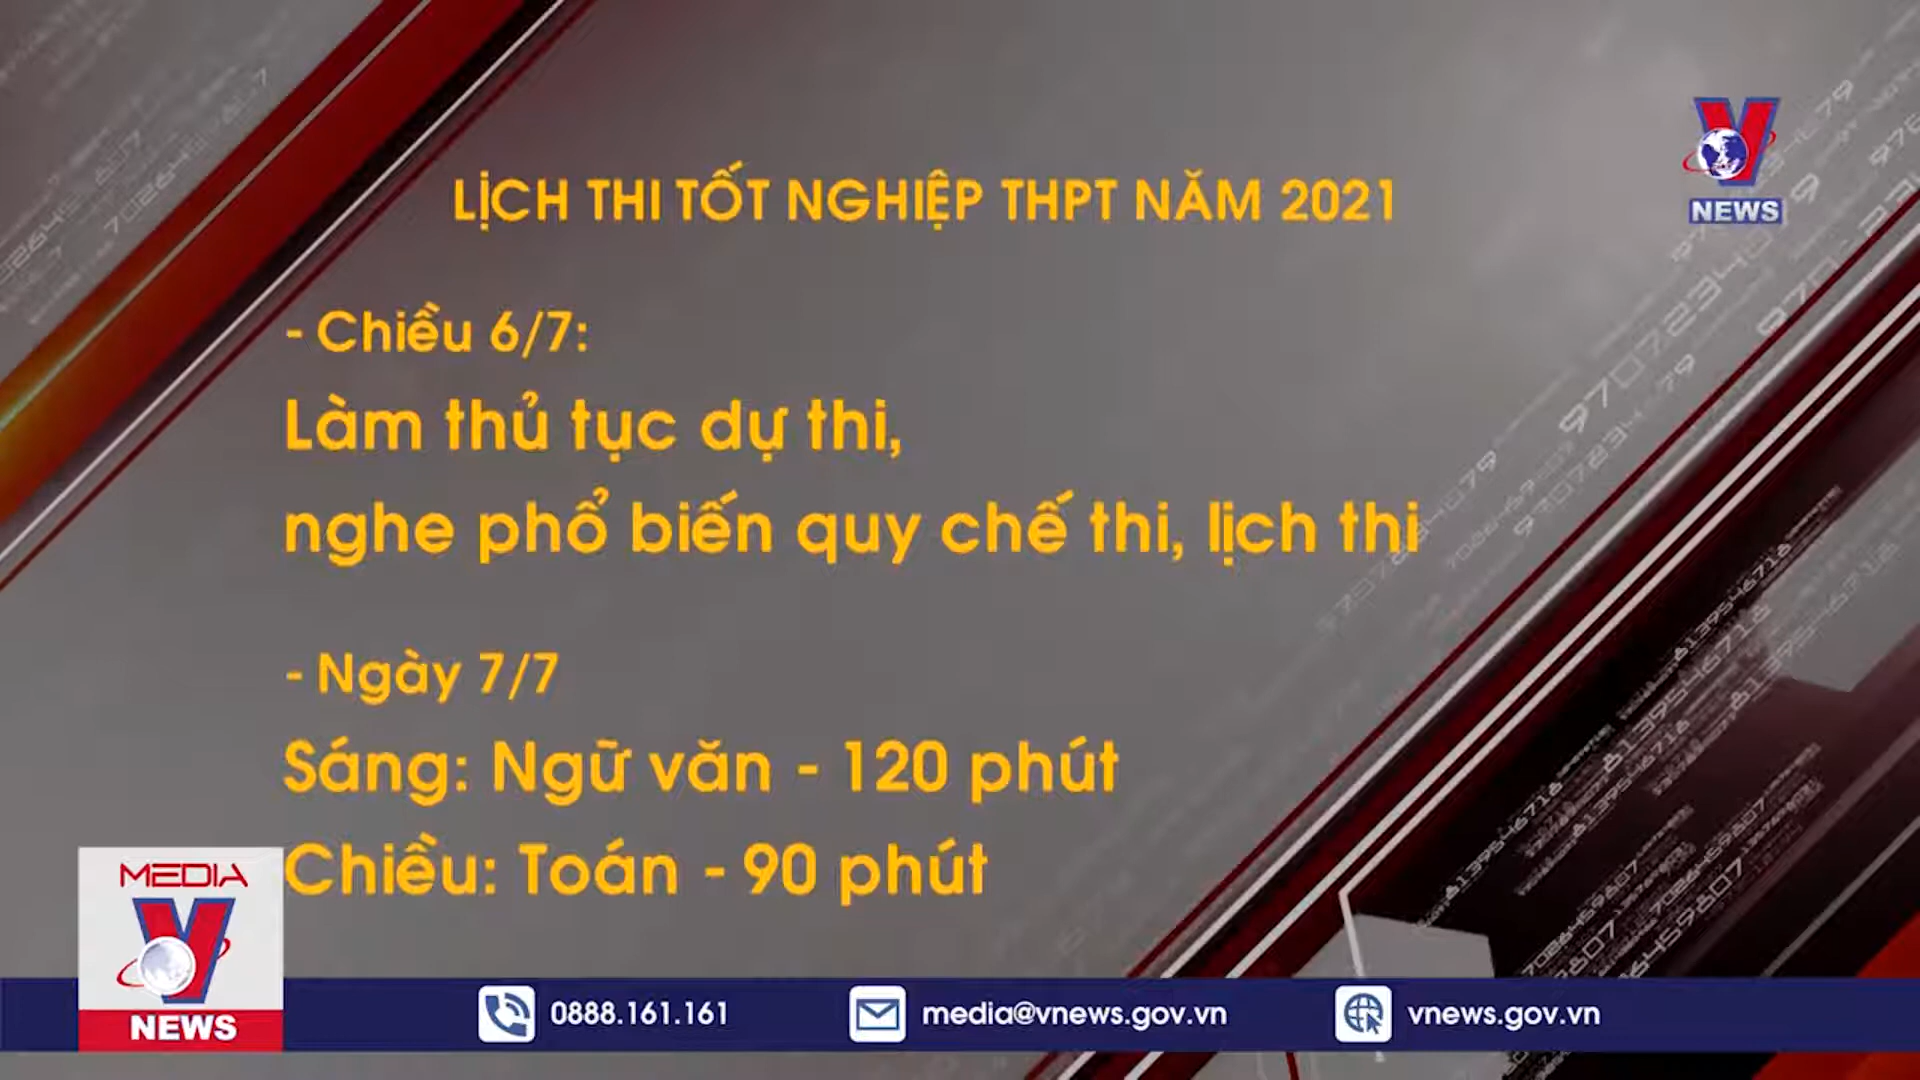 NEWS
LỊCH THI TỐT NGHIỆP THPT NĂM 2021
- Chiều 6/7:
Làm thủ tục dự thi,
nghe phổ biến quy chế thi, lịch thi
- Ngày 7/7
Sáng: Ngữ văn - 120 phút
Chiều: Toán - 90 phút
MEDIA
V
NEWS
0888.161.161
media@vnews.gov.vn
vnews.gov.vn